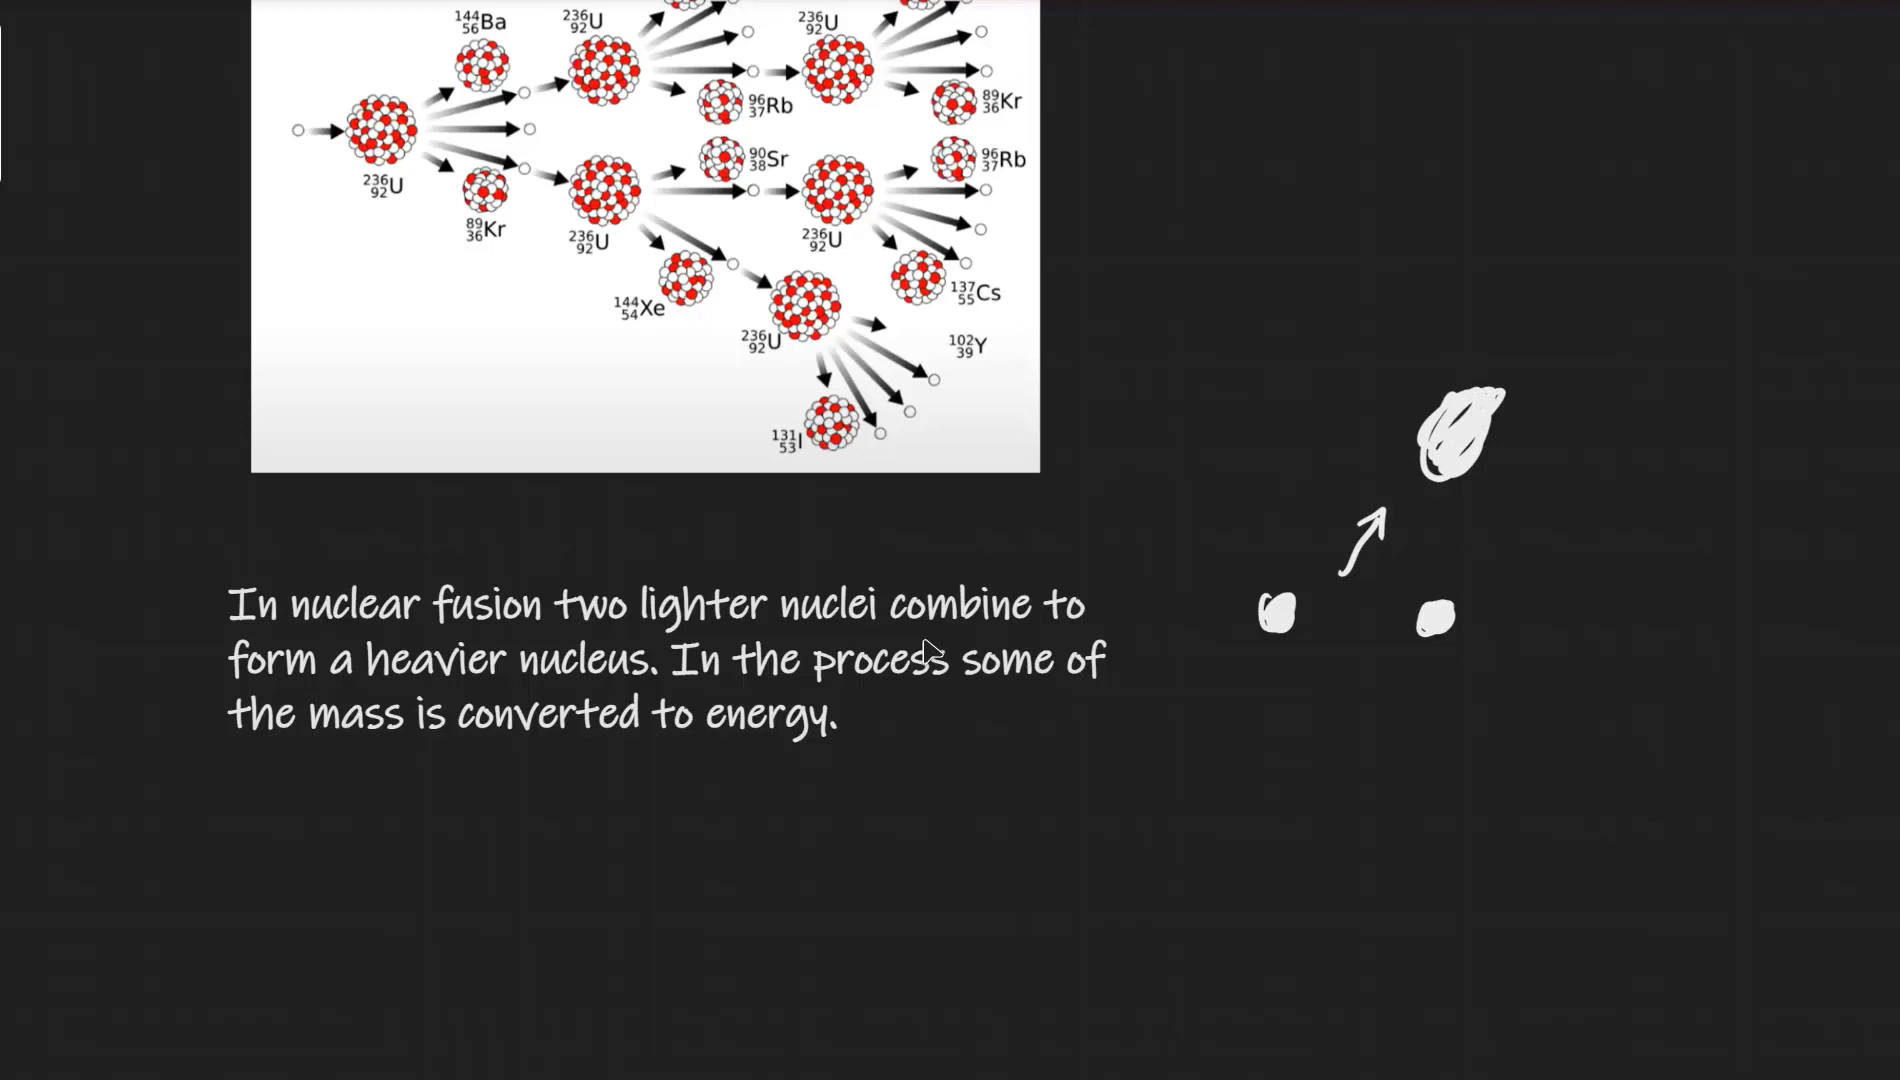 ¹⁴⁴₅₆Ba
²³⁶₉₂U
²³⁶₉₂U
⁹⁶₃₇Rb
⁸⁹₃₆Kr
⁹⁰₃₈Sr
⁹⁶₃₇Rb
²³⁶₉₂U
⁸⁹₃₆Kr
²³⁶₉₂U
²³⁶₉₂U
¹⁴⁴₅₄Xe
¹³⁷₅₅Cs
²³⁶₉₂U
¹⁰²₃₉Y
¹³¹₅₃I
In nuclear fusion two lighter nuclei combine to
form a heavier nucleus. In the process some of
the mass is converted to energy.